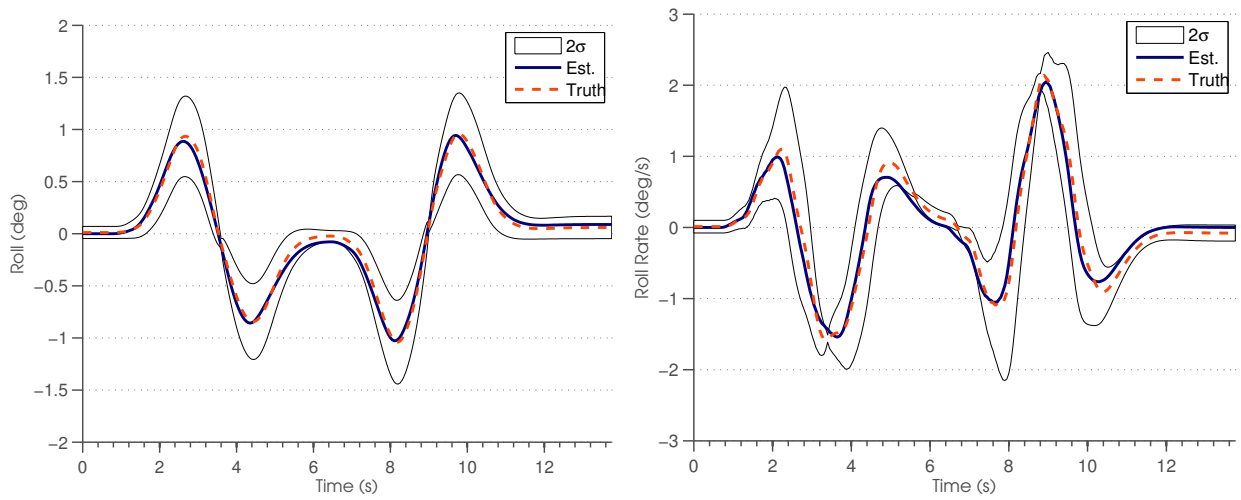 2
1.5
1
0.5
0
−0.5
−1
−1.5
−2
Roll (deg)
0 2 4 6 8 10 12
Time (s)
2σ
Est.
Truth
3
2
1
0
−1
−2
−3
Roll Rate (deg/s)
0 2 4 6 8 10 12
Time (s)
2σ
Est.
Truth